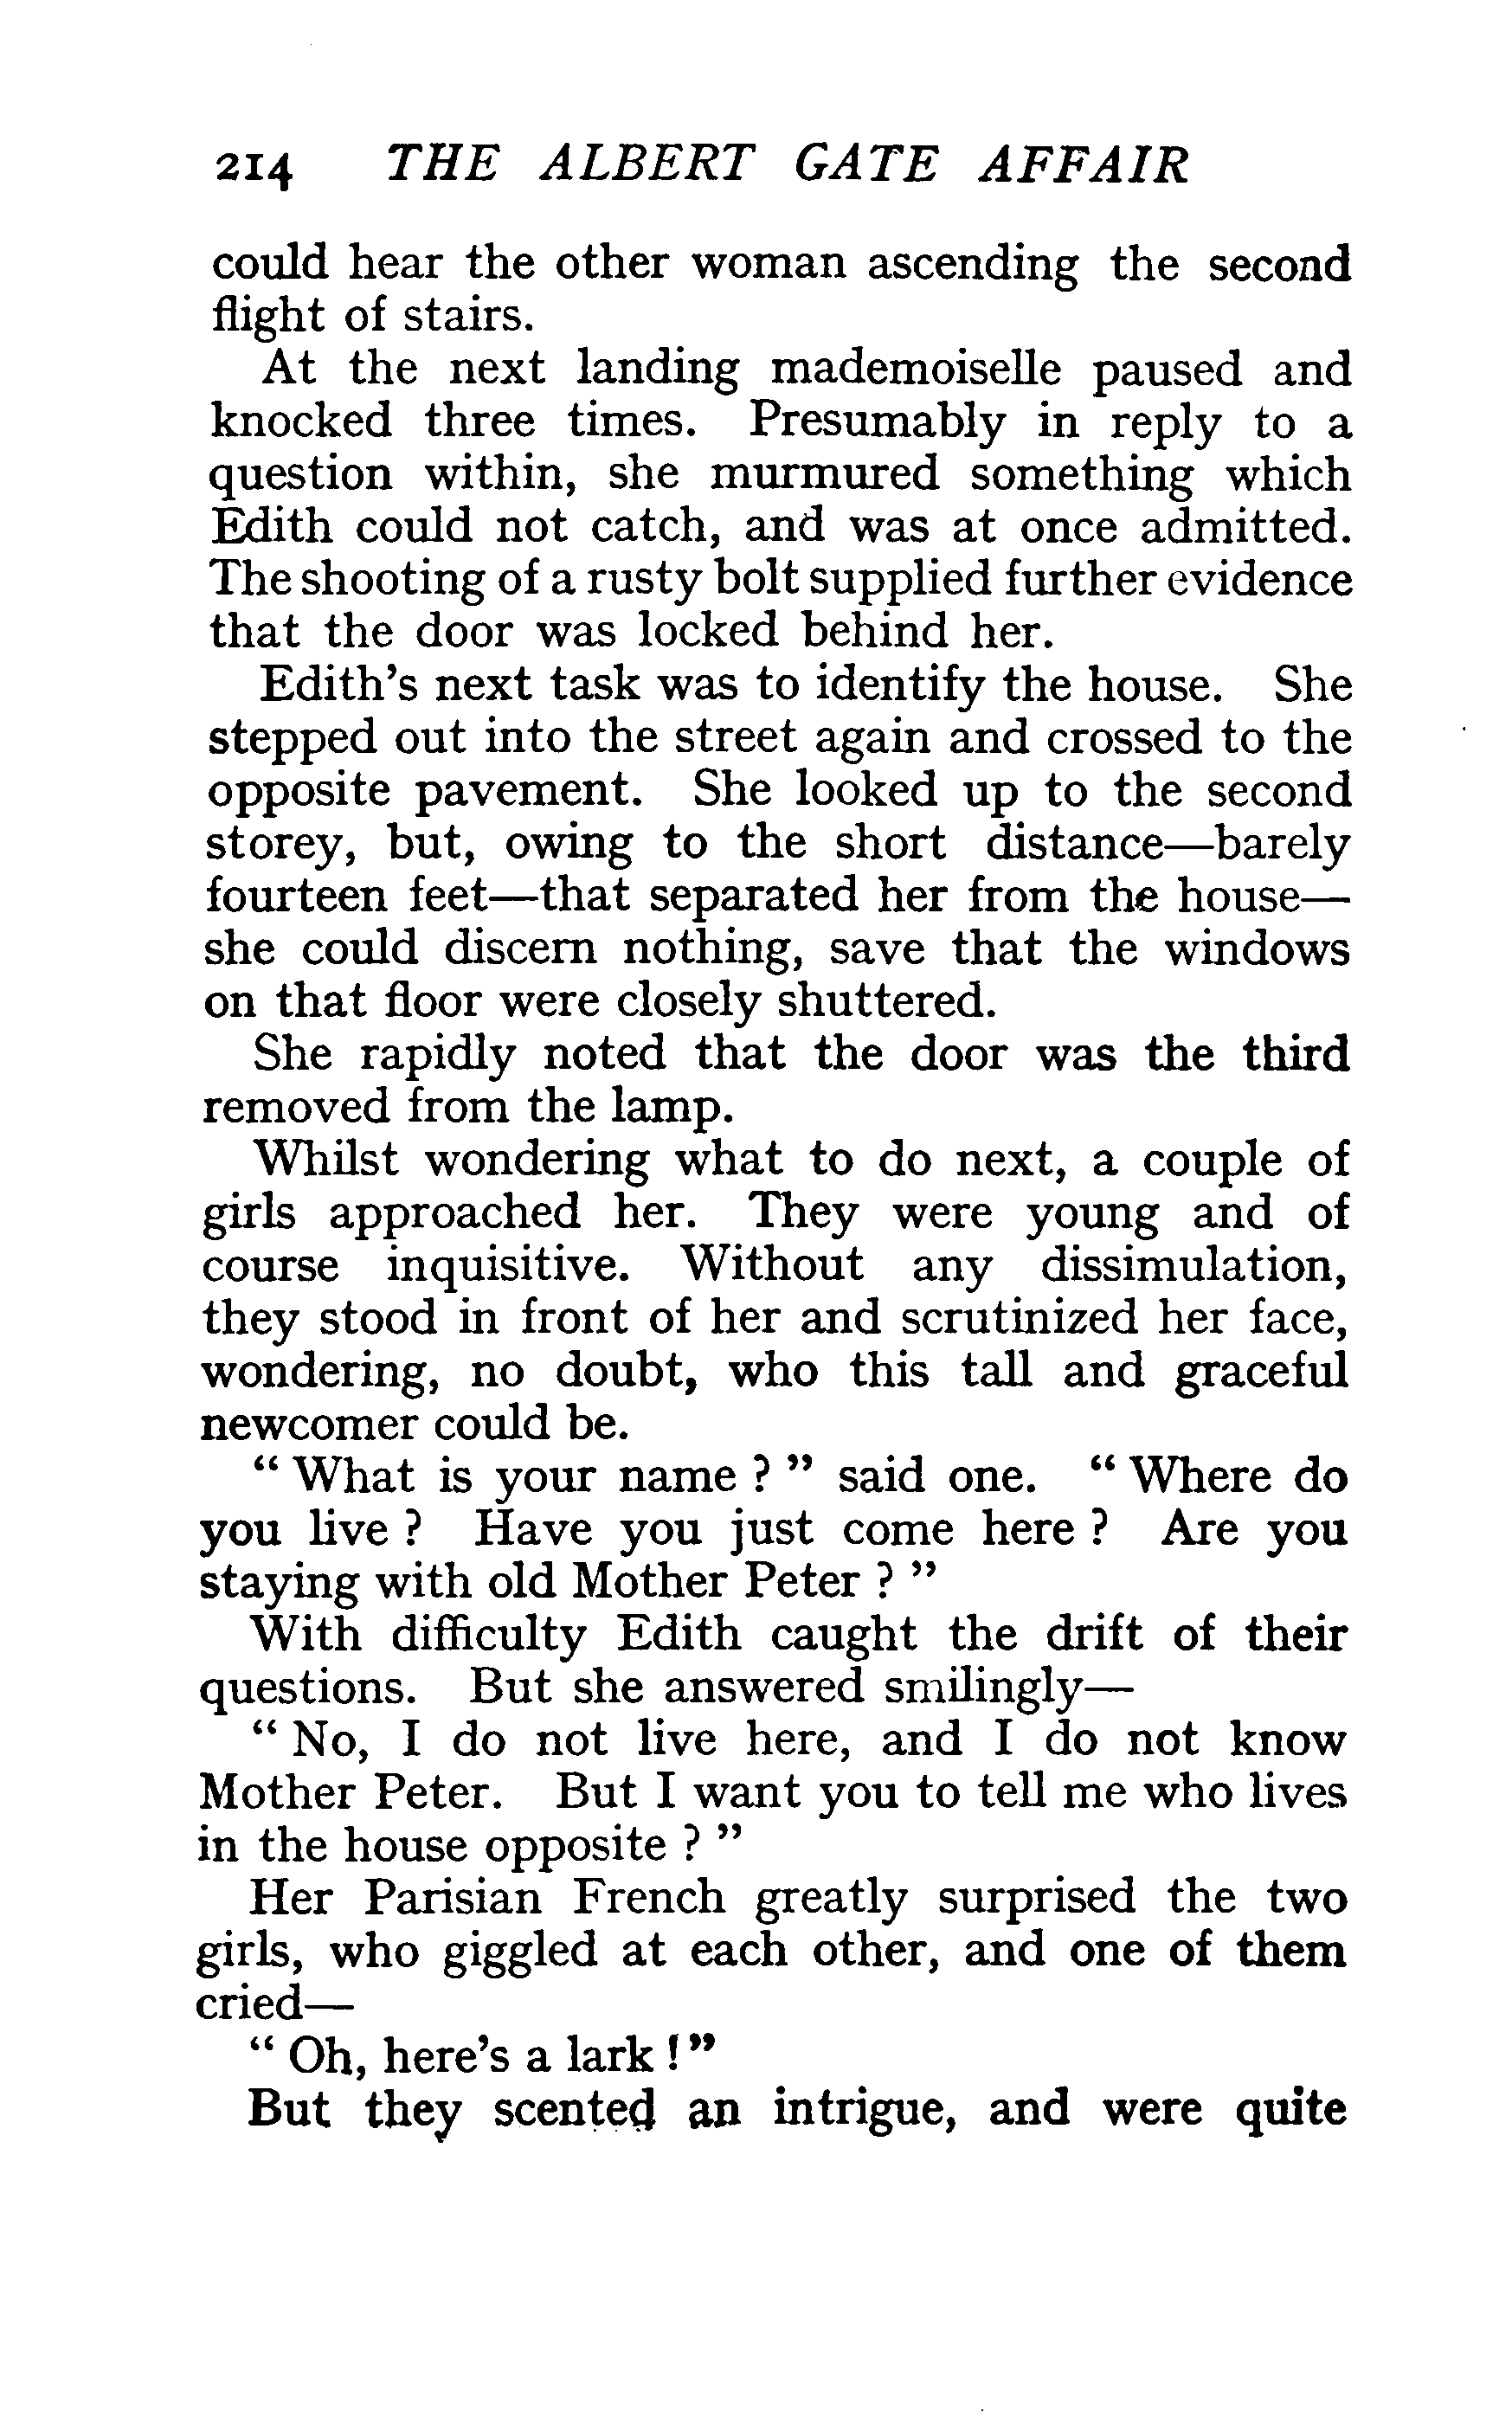 214 THE ALBERT GATE AFFAIR
could hear the other woman ascending the second
flight of stairs.
At the next landing mademoiselle paused and
knocked three times. Presumably in reply to a
question within, she murmured something which
Edith could not catch, and was at once admitted.
The shooting of a rusty bolt supplied further evidence
that the door was locked behind her.
Edith's next task was to identify the house. She
stepped out into the street again and crossed to the
opposite pavement. She looked up to the second
storey, but, owing to the short distance—barely
fourteen feet—that separated her from the house—
she could discern nothing, save that the windows
on that floor were closely shuttered.
She rapidly noted that the door was the third
removed from the lamp.
Whilst wondering what to do next, a couple of
girls approached her. They were young and of
course inquisitive. Without any dissimulation,
they stood in front of her and scrutinized her face,
wondering, no doubt, who this tall and graceful
newcomer could be.
" What is your name ? " said one. " Where do
you live ? Have you just come here ? Are you
staying with old Mother Peter ? "
With difficulty Edith caught the drift of their
questions. But she answered smilingly—
" No, I do not live here, and I do not know
Mother Peter. But I want you to tell me who lives
in the house opposite ? "
Her Parisian French greatly surprised the two
girls, who giggled at each other, and one of them
cried—
" Oh, here's a lark ! "
But they scented an intrigue, and were quite